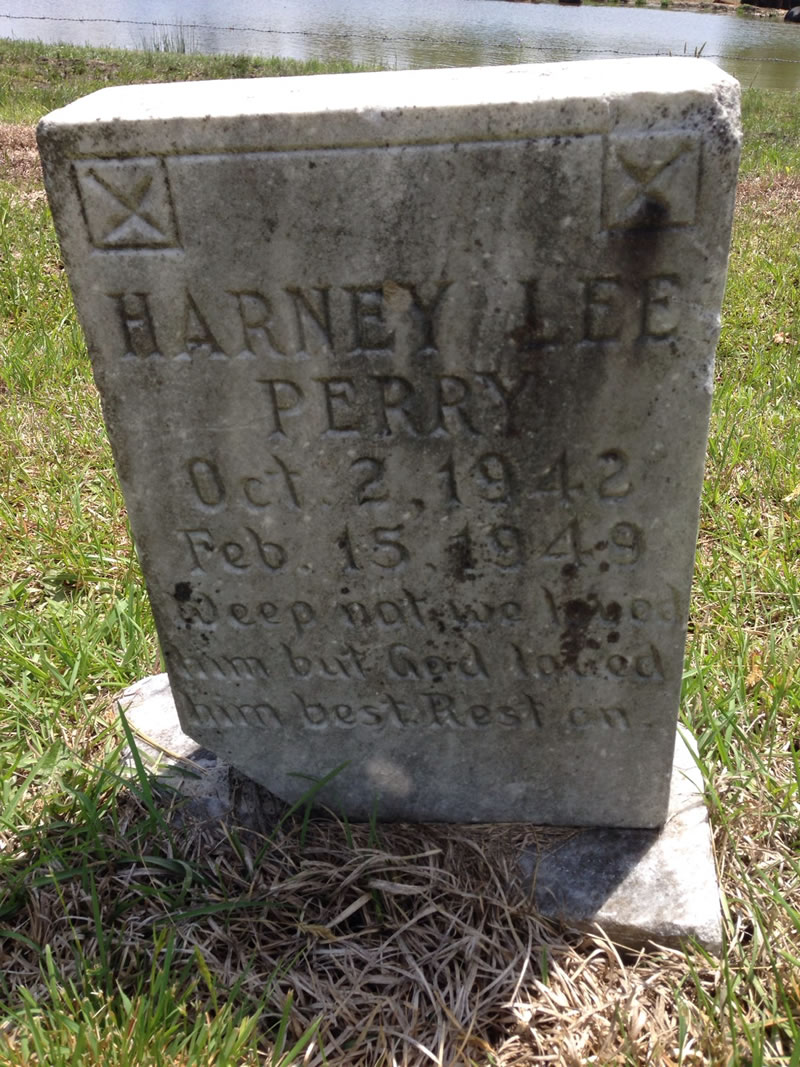 HARNEY LEE
PERRY
Oct. 2, 1942
Feb. 15, 1949
Weep not, we loved
him but God loved
him best. Rest on.